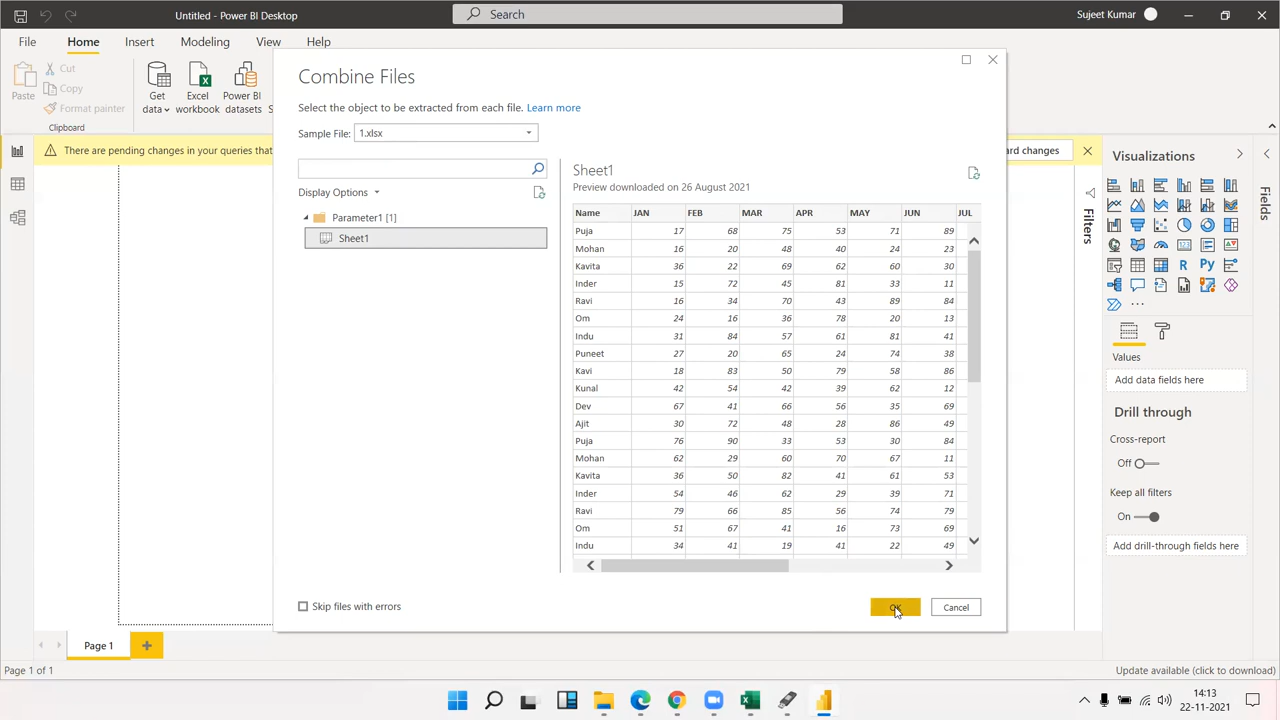 Untitled - Power BI Desktop
Search
Sujeet Kumar
File
Home
Insert
Modeling
View
Help
Paste
Cut
Copy
Format painter
Clipboard
Get data
Excel workbook
Power BI datasets
There are pending changes in your queries that
ard changes
Combine Files
Select the object to be extracted from each file. Learn more
Sample File: 1.xlsx
Display Options
Parameter1 [1]
Sheet1
Sheet1
Preview downloaded on 26 August 2021
Name JAN FEB MAR APR MAY JUN JUL
Puja 17 68 75 53 71 89
Mohan 16 20 48 40 24 23
Kavita 36 22 69 62 60 30
Inder 15 72 45 81 33 11
Ravi 16 34 70 43 89 84
Om 24 16 36 78 20 13
Indu 31 84 57 61 81 41
Puneet 27 20 65 24 74 38
Kavi 18 83 50 79 58 86
Kunal 42 54 42 39 62 12
Dev 67 41 66 56 35 69
Ajit 30 72 48 28 86 49
Puja 76 90 33 53 30 84
Mohan 62 29 60 70 67 11
Kavita 36 50 82 41 61 53
Inder 54 46 62 29 39 71
Ravi 79 66 85 56 74 79
Om 51 67 41 16 73 69
Indu 34 41 19 41 22 49
Skip files with errors
OK
Cancel
Filters
Visualizations
Fields
R
Py
Values
Add data fields here
Drill through
Cross-report
Off
Keep all filters
On
Add drill-through fields here
Page 1
Page 1 of 1
Update available (click to download)
14:13
22-11-2021